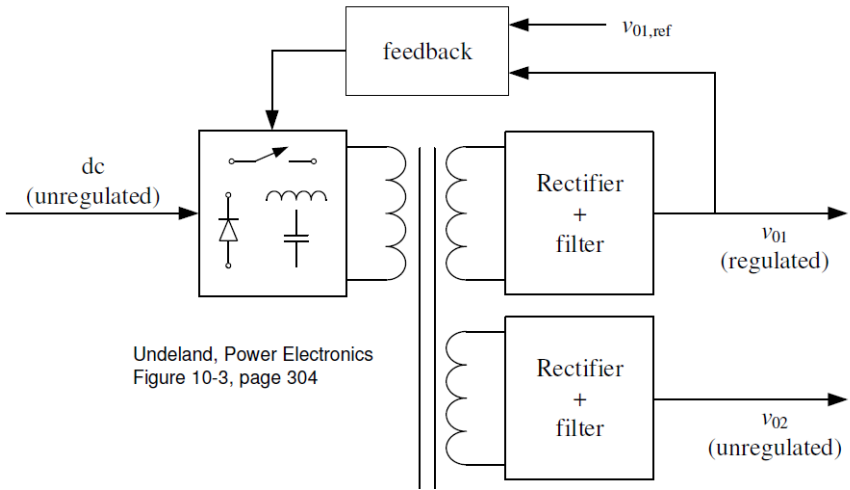 feedback
v01,ref
dc
(unregulated)
Rectifier
+
filter
v01
(regulated)
Undeland, Power Electronics
Figure 10-3, page 304
Rectifier
+
filter
v02
(unregulated)